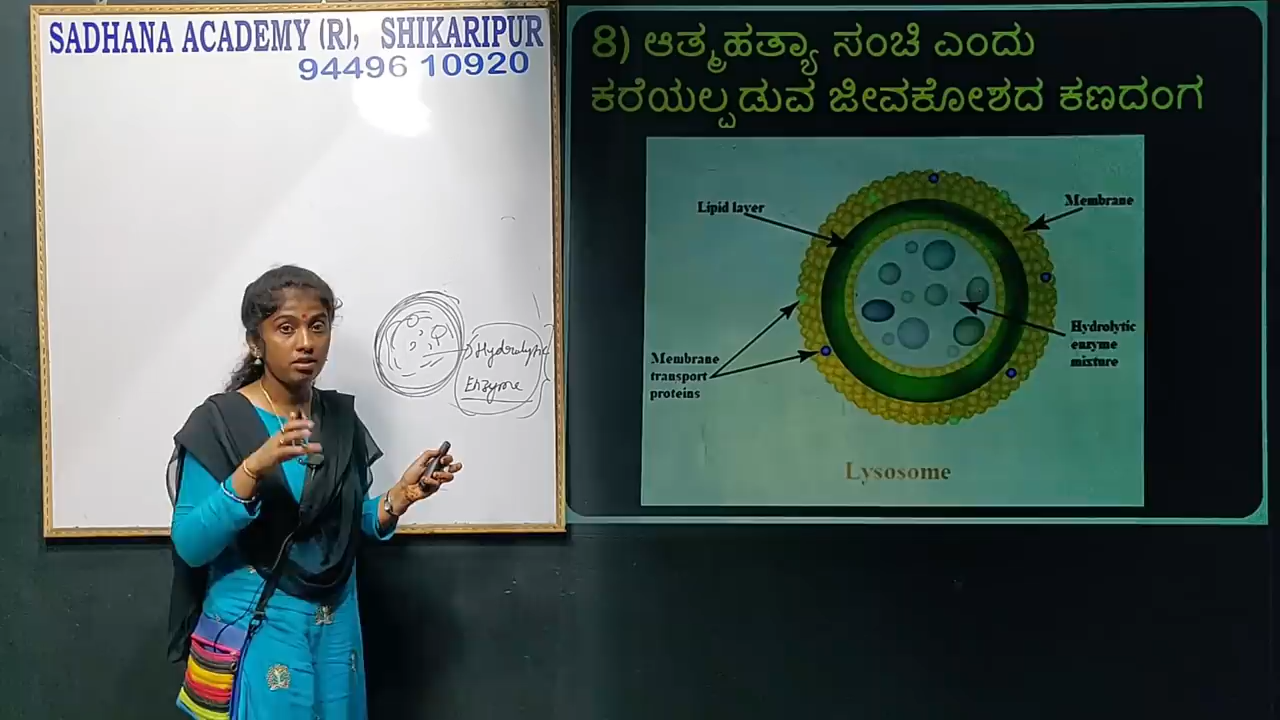 SADHANA ACADEMY (R), SHIKARIPUR
94496 10920
8) ಆತ್ಮಹತ್ಯಾ ಸಂಚಿ ಎಂದು
ಕರೆಯಲ್ಪಡುವ ಜೀವಕೋಶದ ಕಣದಂಗ
Lipid layer
Membrane
Hydrolytic
enzyme
mixture
Membrane
transport
proteins
Lysosome
Hydrolytic
Enzyme